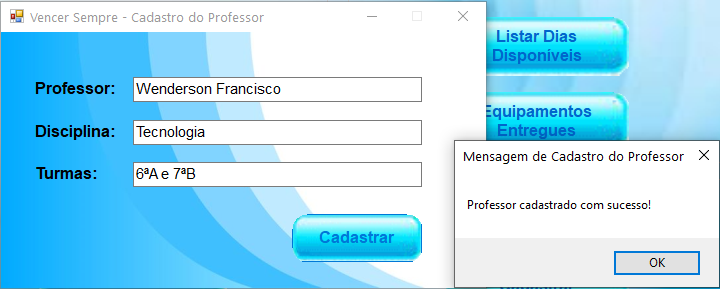 Vencer Sempre - Cadastro do Professor
Professor: Wenderson Francisco
Disciplina: Tecnologia
Turmas: 6ªA e 7ªB
Cadastrar
Listar Dias
Disponíveis
Equipamentos
Entregues
Mensagem de Cadastro do Professor
Professor cadastrado com sucesso!
OK